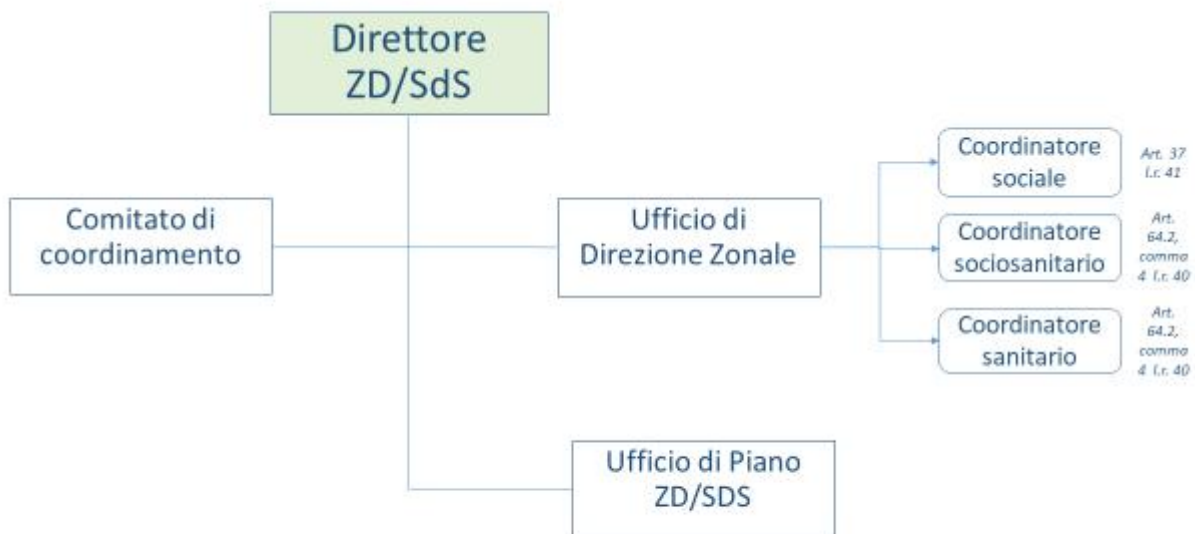 Direttore
ZD/SdS
Comitato di
coordinamento
Ufficio di
Direzione Zonale
Coordinatore
sociale
Art. 37
l.r. 41
Coordinatore
sociosanitario
Art.
64.2,
comma
4 l.r. 40
Coordinatore
sanitario
Art.
64.2,
comma
4 l.r. 40
Ufficio di Piano
ZD/SDS